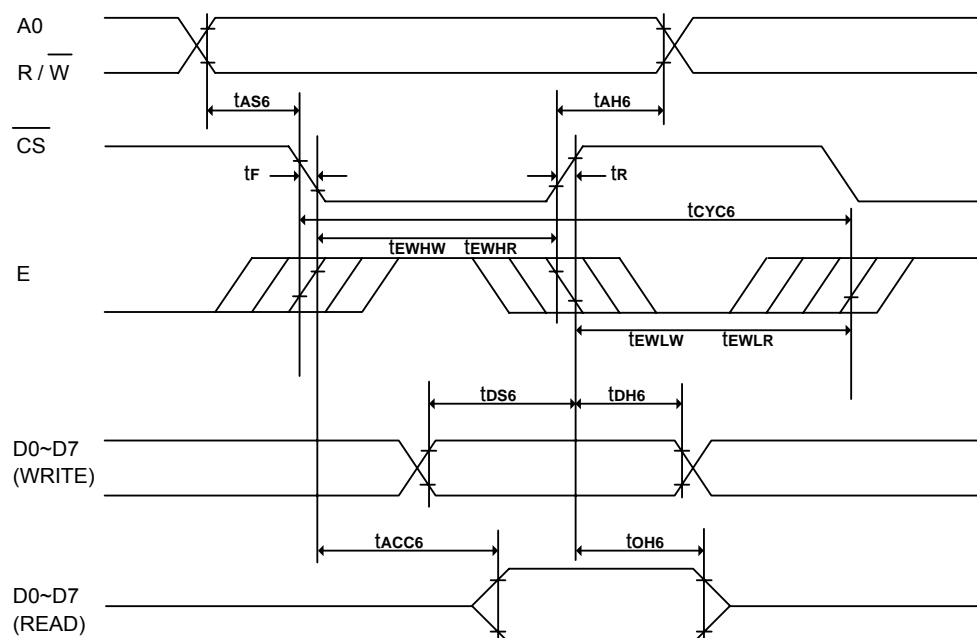 A0
R / W
tAS6 tAH6
CS
tF tR
tCYC6
tEWHW tEWHR
E
tEWLW tEWLR
tDS6 tDH6
D0~D7
(WRITE)
tACC6 tOH6
D0~D7
(READ)